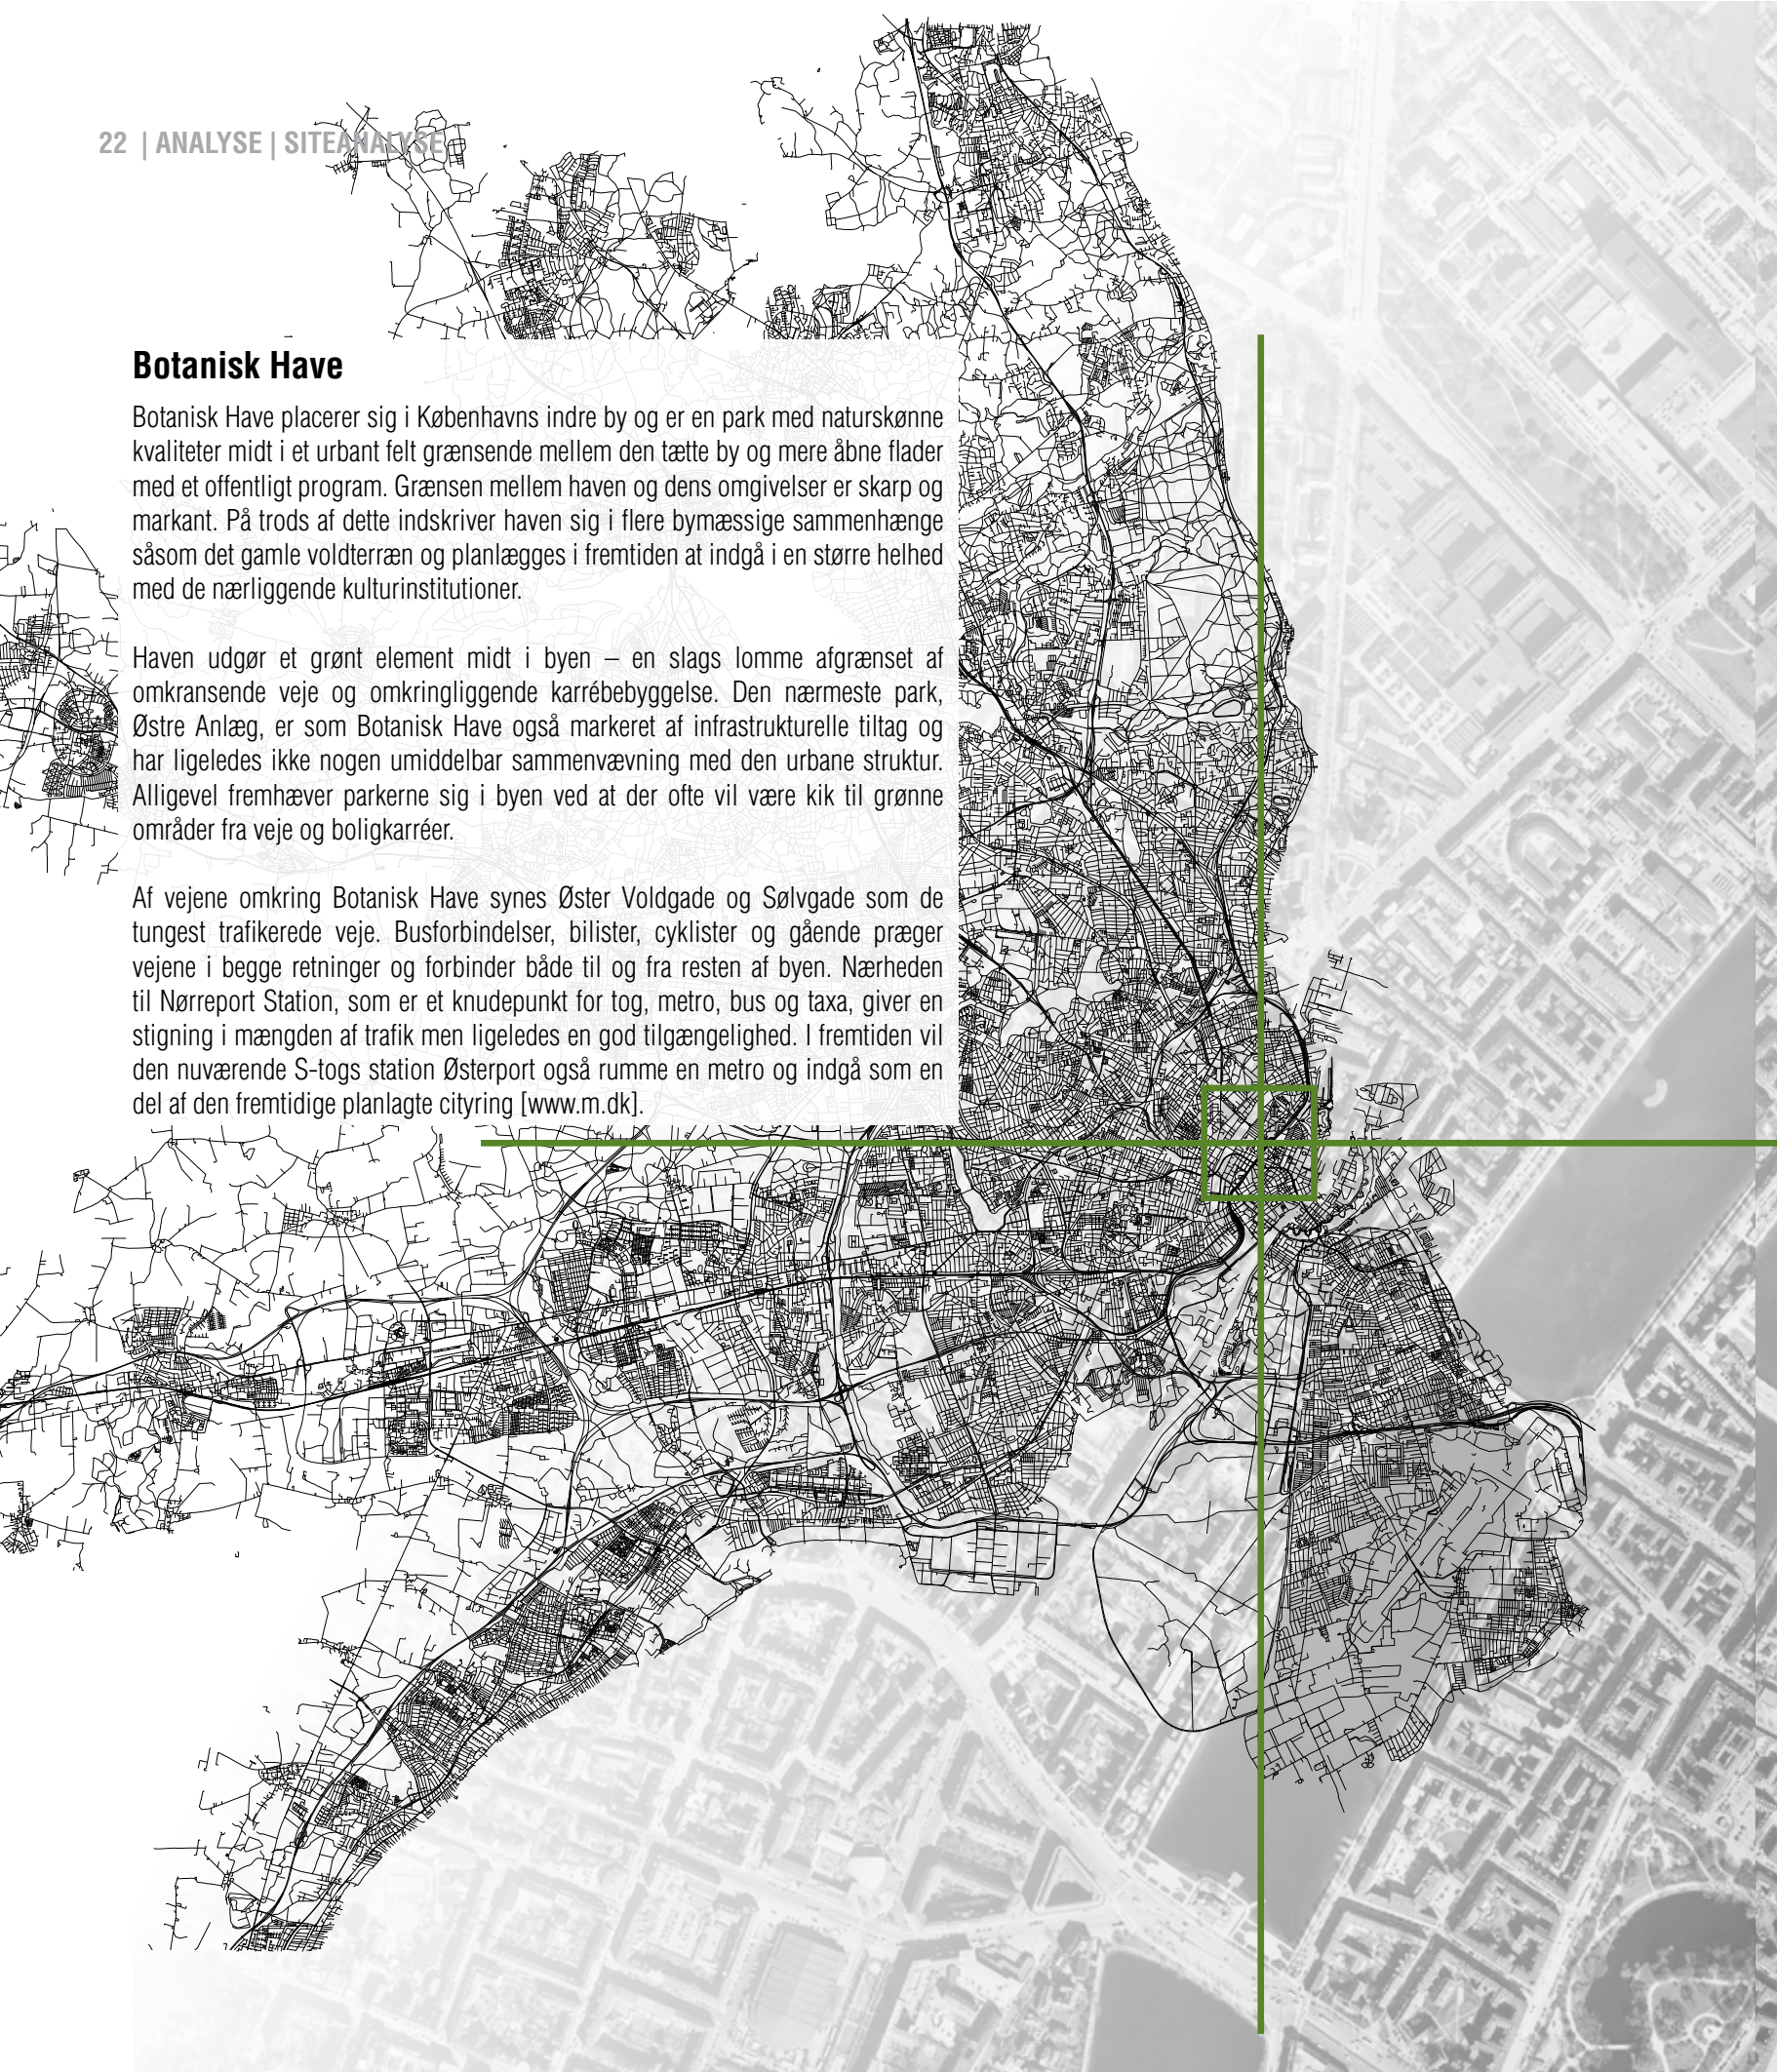 22 | ANALYSE | SITEANALYSE
Botanisk Have
Botanisk Have placerer sig i Københavns indre by og er en park med naturskønne
kvaliteter midt i et urbant felt grænsende mellem den tætte by og mere åbne flader
med et offentligt program. Grænsen mellem haven og dens omgivelser er skarp og
markant. På trods af dette indskriver haven sig i flere bymæssige sammenhænge
såsom det gamle voldterræn og planlægges i fremtiden at indgå i en større helhed
med de nærliggende kulturinstitutioner.
Haven udgør et grønt element midt i byen – en slags lomme afgrænset af
omkransende veje og omkringliggende karrébebyggelse. Den nærmeste park,
Østre Anlæg, er som Botanisk Have også markeret af infrastrukturelle tiltag og
har ligeledes ikke nogen umiddelbar sammenvævning med den urbane struktur.
Alligevel fremhæver parkerne sig i byen ved at der ofte vil være kik til grønne
områder fra veje og boligkarréer.
Af vejene omkring Botanisk Have synes Øster Voldgade og Sølvgade som de
tungest trafikerede veje. Busforbindelser, bilister, cyklister og gående præger
vejene i begge retninger og forbinder både til og fra resten af byen. Nærheden
til Nørreport Station, som er et knudepunkt for tog, metro, bus og taxa, giver en
stigning i mængden af trafik men ligeledes en god tilgængelighed. I fremtiden vil
den nuværende S-togs station Østerport også rumme en metro og indgå som en
del af den fremtidige planlagte cityring [www.m.dk].